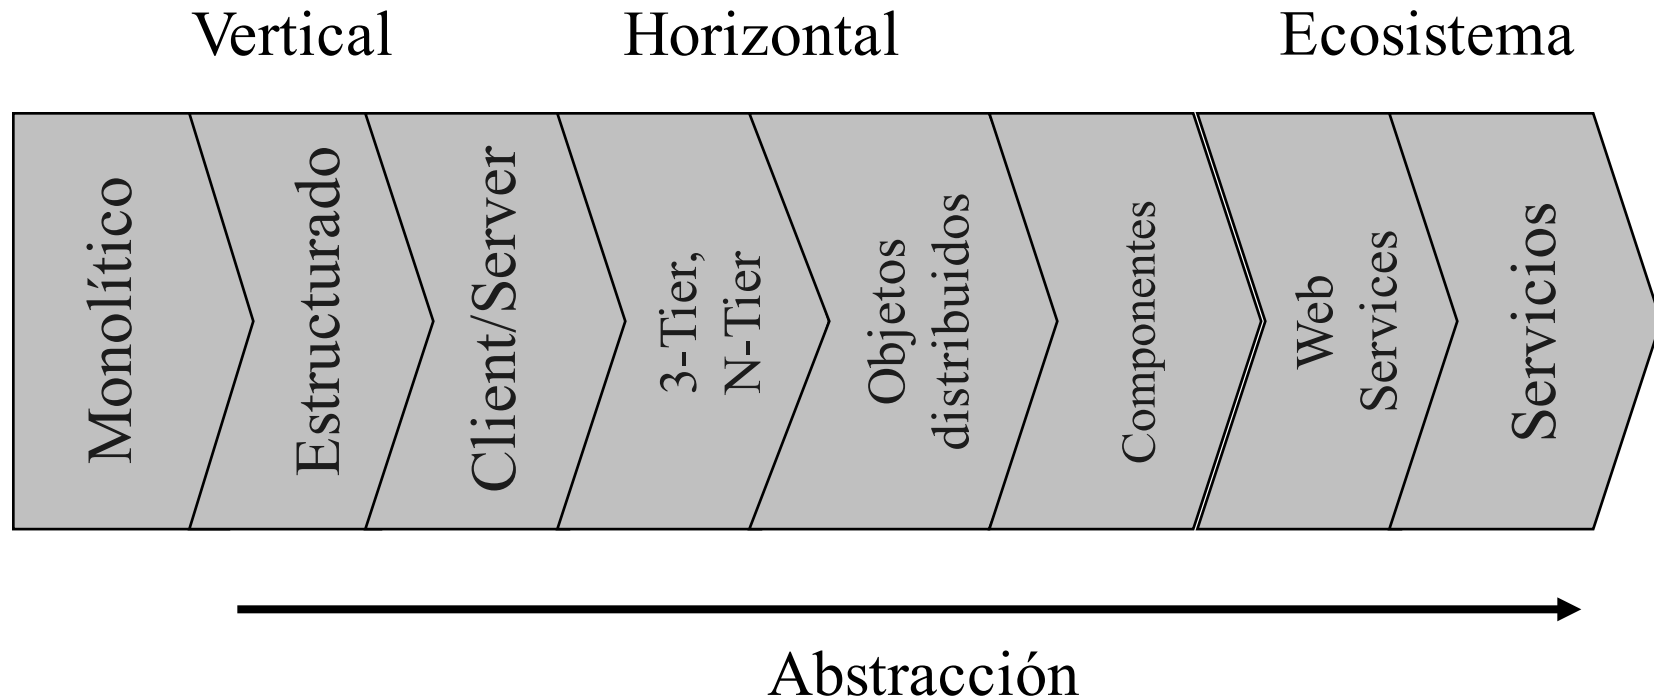 Vertical
Horizontal
Ecosistema
Monolítico
Estructurado
Client/Server
3-Tier,
N-Tier
Objetos
distribuidos
Componentes
Web
Services
Servicios
Abstracción